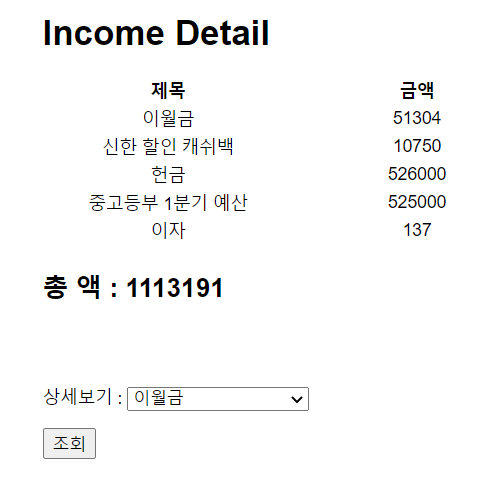 Income Detail
제목 금액
이월금 51304
신한 할인 캐쉬백 10750
헌금 526000
중고등부 1분기 예산 525000
이자 137
총 액 : 1113191
상세보기 : 이월금
조회